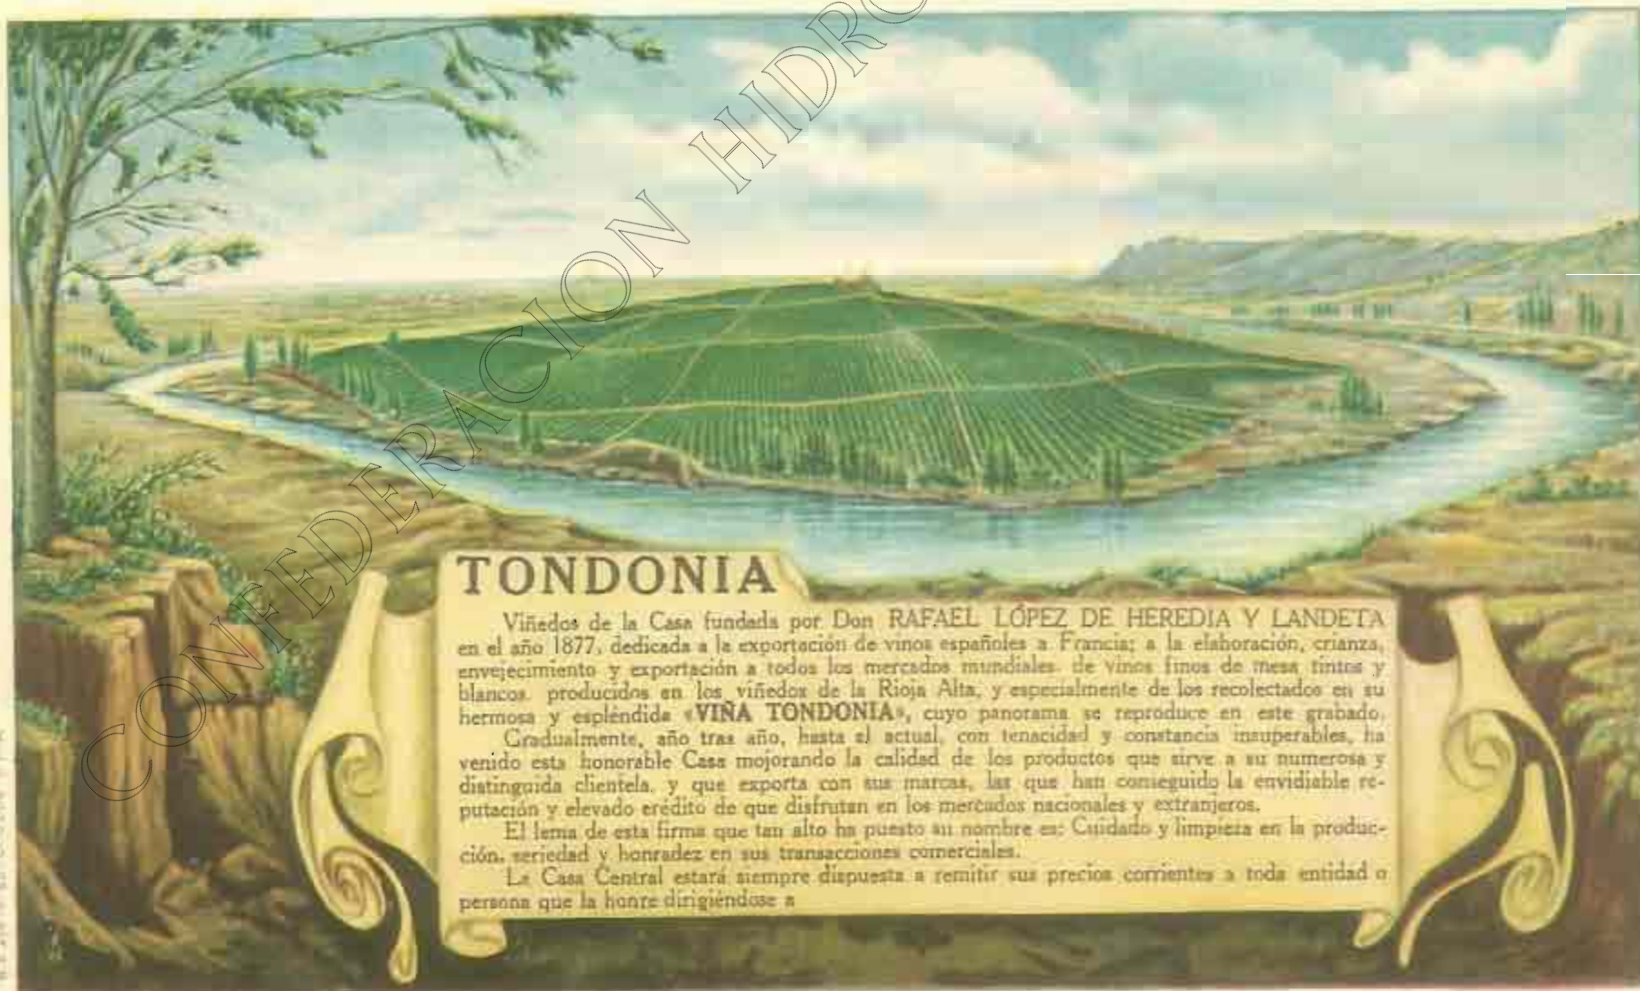 CONFEDERACION HIDRO
TONDONIA
Viñedos de la Casa fundada por Don RAFAEL LÓPEZ DE HEREDIA Y LANDETA
en el año 1877, dedicada a la exportación de vinos españoles a Francia; a la elaboración, crianza,
envejecimiento y exportación a todos los mercados mundiales, de vinos finos de mesa tintos y
blancos, producidos en los viñedos de la Rioja Alta, y especialmente de los recolectados en su
hermosa y espléndida «VIÑA TONDONIA», cuyo panorama se reproduce en este grabado.
Gradualmente, año tras año, hasta el actual, con tenacidad y constancia insuperables, ha
venido esta honorable Casa mejorando la calidad de los productos que sirve a su numerosa y
distinguida clientela, y que exporta con sus marcas, las que han conseguido la envidiable re-
putación y elevado crédito de que disfrutan en los mercados nacionales y extranjeros.
El lema de esta firma que tan alto ha puesto su nombre es: Cuidado y limpieza en la produc-
ción, seriedad y honradez en sus transacciones comerciales.
La Casa Central estará siempre dispuesta a remitir sus precios corrientes a toda entidad o
persona que la honre dirigiéndose a